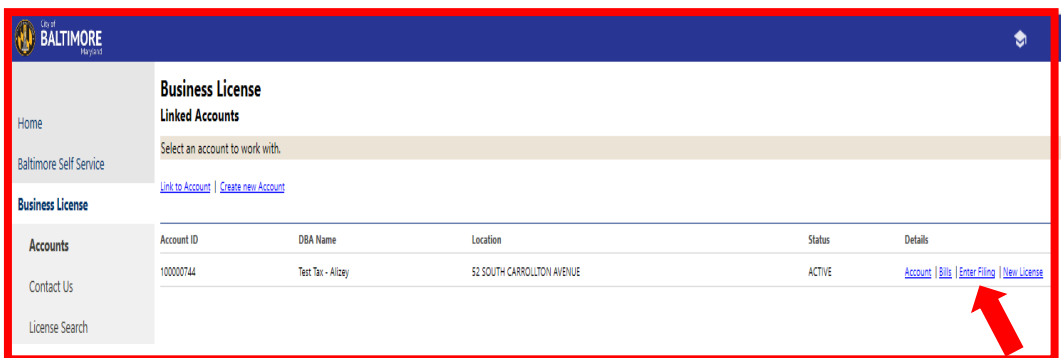 City of
BALTIMORE
Maryland
Home
Baltimore Self Service
Business License
Accounts
Contact Us
License Search
Business License
Linked Accounts
Select an account to work with.
Link to Account | Create new Account
Account ID DBA Name Location Status Details
100000744 Test Tax - Alizey 52 SOUTH CARROLLTON AVENUE ACTIVE Account | Bills | Enter Filing | New License